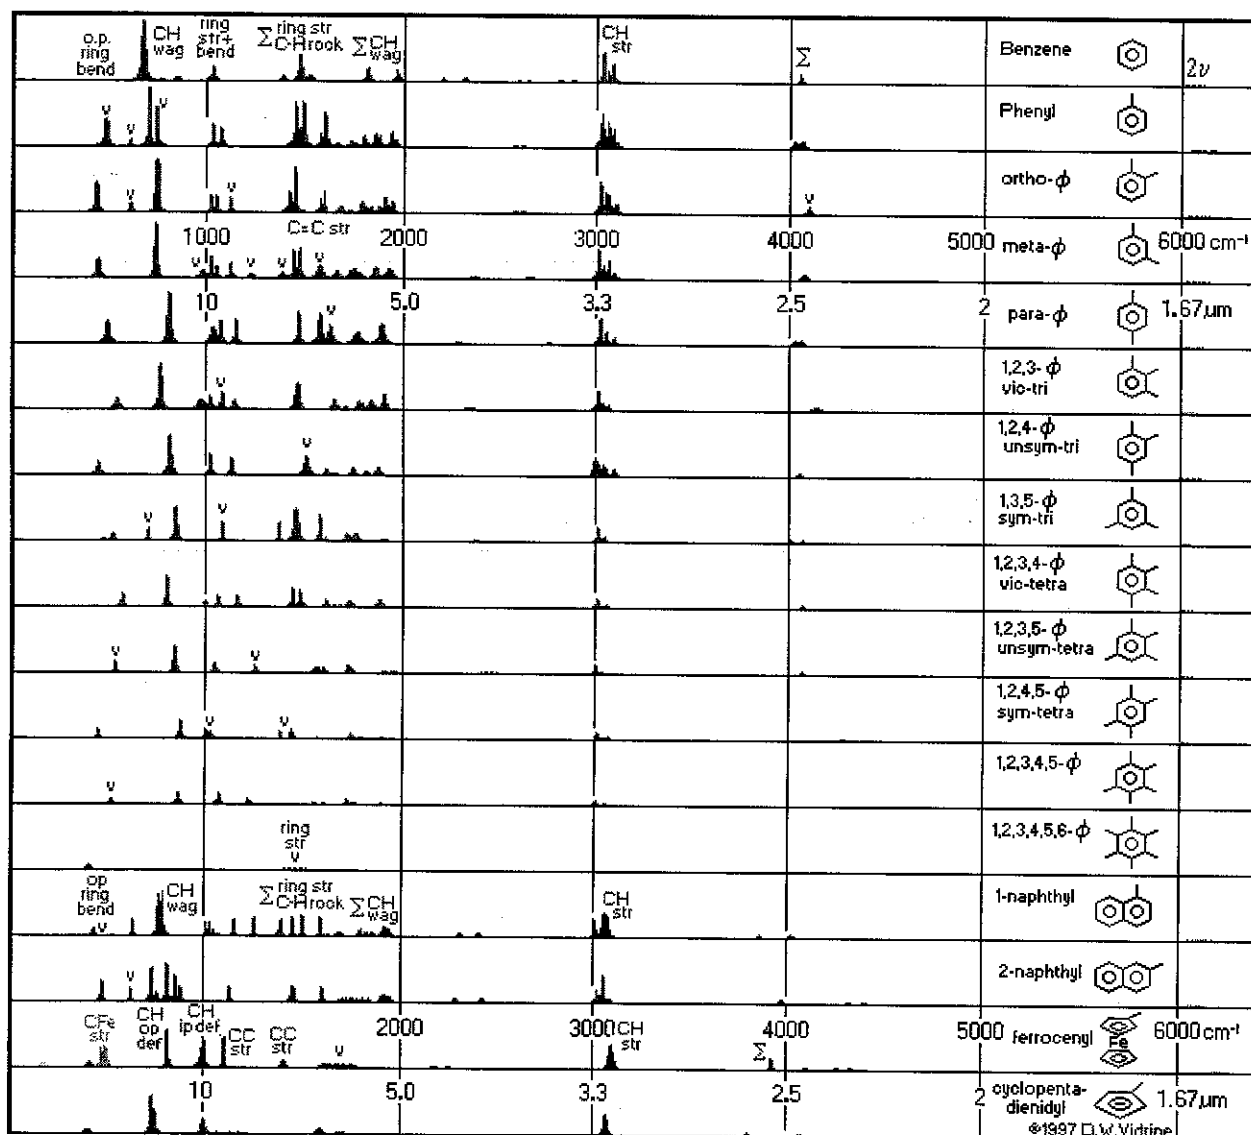 o.p.
ring
bend
CH
wag
ring
str+
bend
Σ ring str
C-H rock
Σ CH
wag
CH
str
Σ
Benzene
2ν
v
v
v
Phenyl
v
v
v
ortho-ϕ
1000
C=C str
2000
3000
4000
5000
6000 cm⁻¹
v
v
v
v
meta-ϕ
10
5.0
3.3
2.5
2
1.67µm
v
para-ϕ
v
1,2,3-ϕ
vic-tri
v
1,2,4-ϕ
unsym-tri
v
v
1,3,5-ϕ
sym-tri
1,2,3,4-ϕ
vic-tetra
v
v
1,2,3,5-ϕ
unsym-tetra
v
v
1,2,4,5-ϕ
sym-tetra
v
1,2,3,4,5-ϕ
ring
str
v
1,2,3,4,5,6-ϕ
op
ring
bend
v
CH
wag
Σ ring str
C-H rock
Σ CH
wag
CH
str
1-naphthyl
v
2-naphthyl
2000
3000
4000
5000
6000 cm⁻¹
CFe
str
CH
op
def
CH
ip def
CC
str
CC
str
v
CH
str
Σ
ferrocenyl
Fe
10
5.0
3.3
2.5
2
1.67µm
cyclopenta-
dienidyl
©1997 D.W. Vidrine